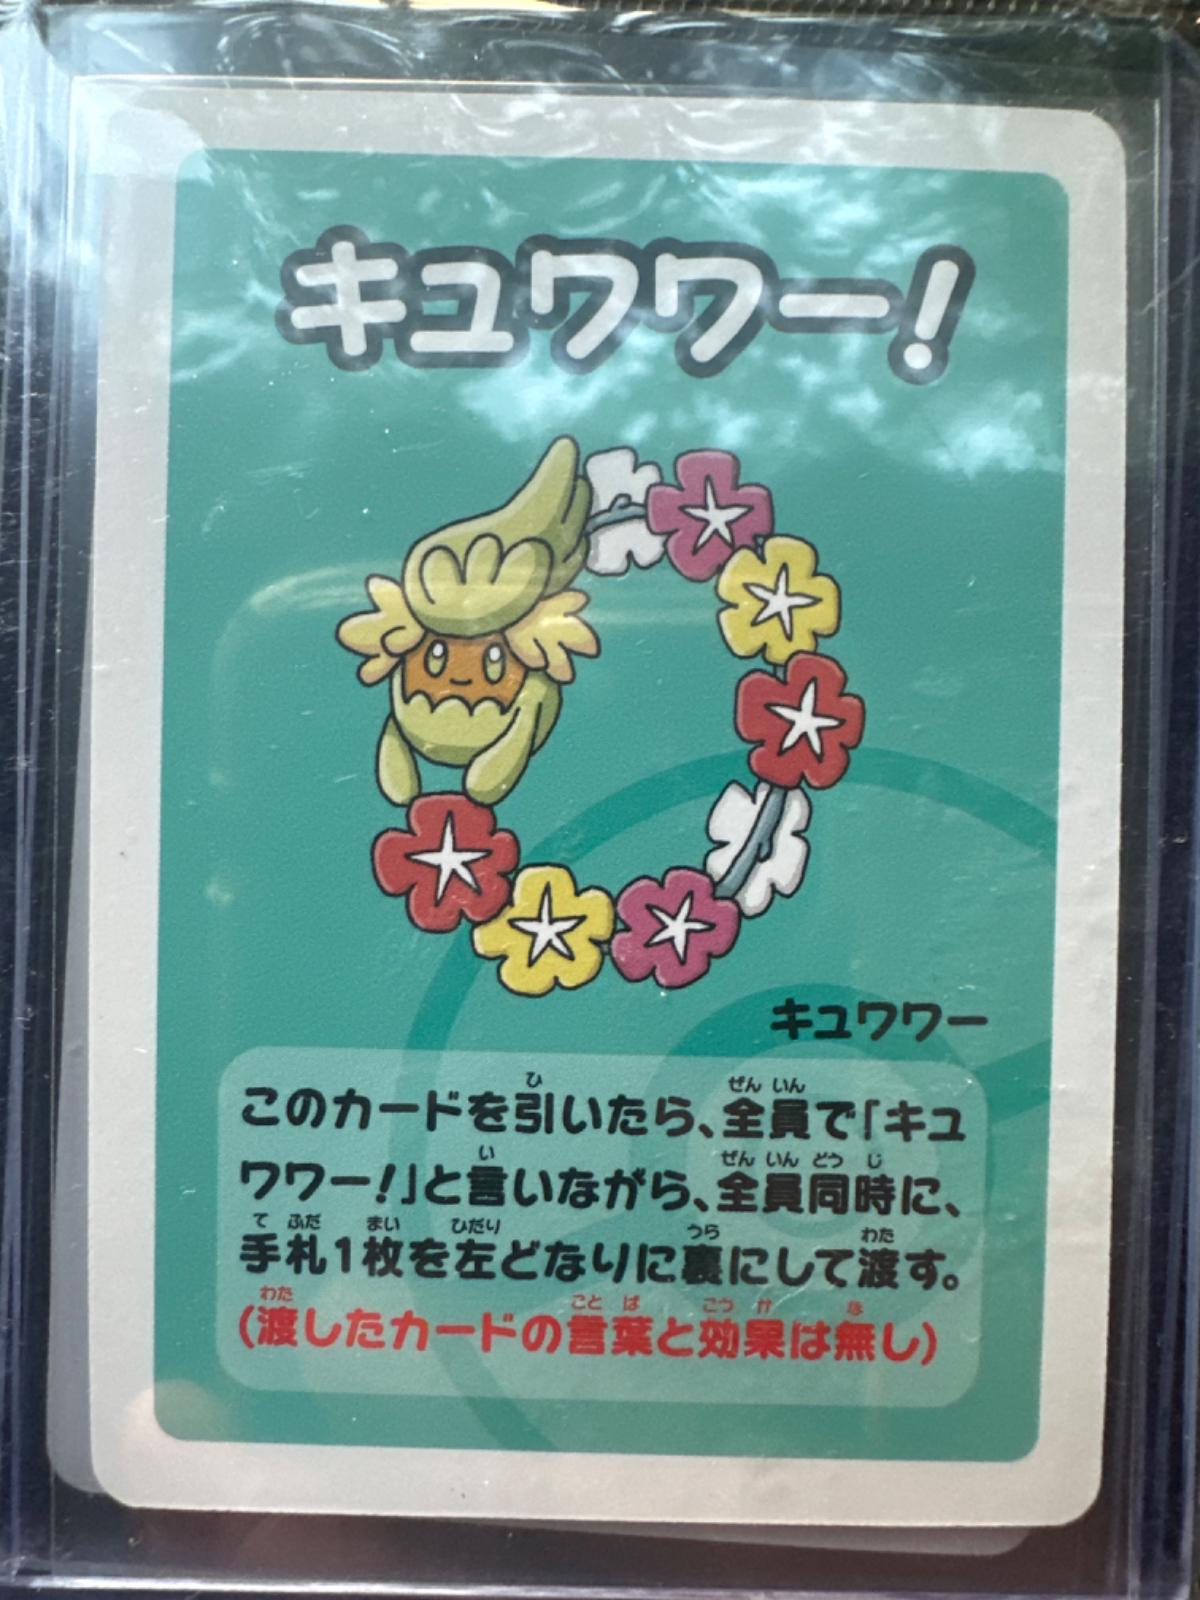 キュワワー!
キュワワー
このカードを引いたら、全員で「キュ
ワワー!」と言いながら、全員同時に、
手札1枚を左どなりに裏にして渡す。
(渡したカードの言葉と効果は無し)